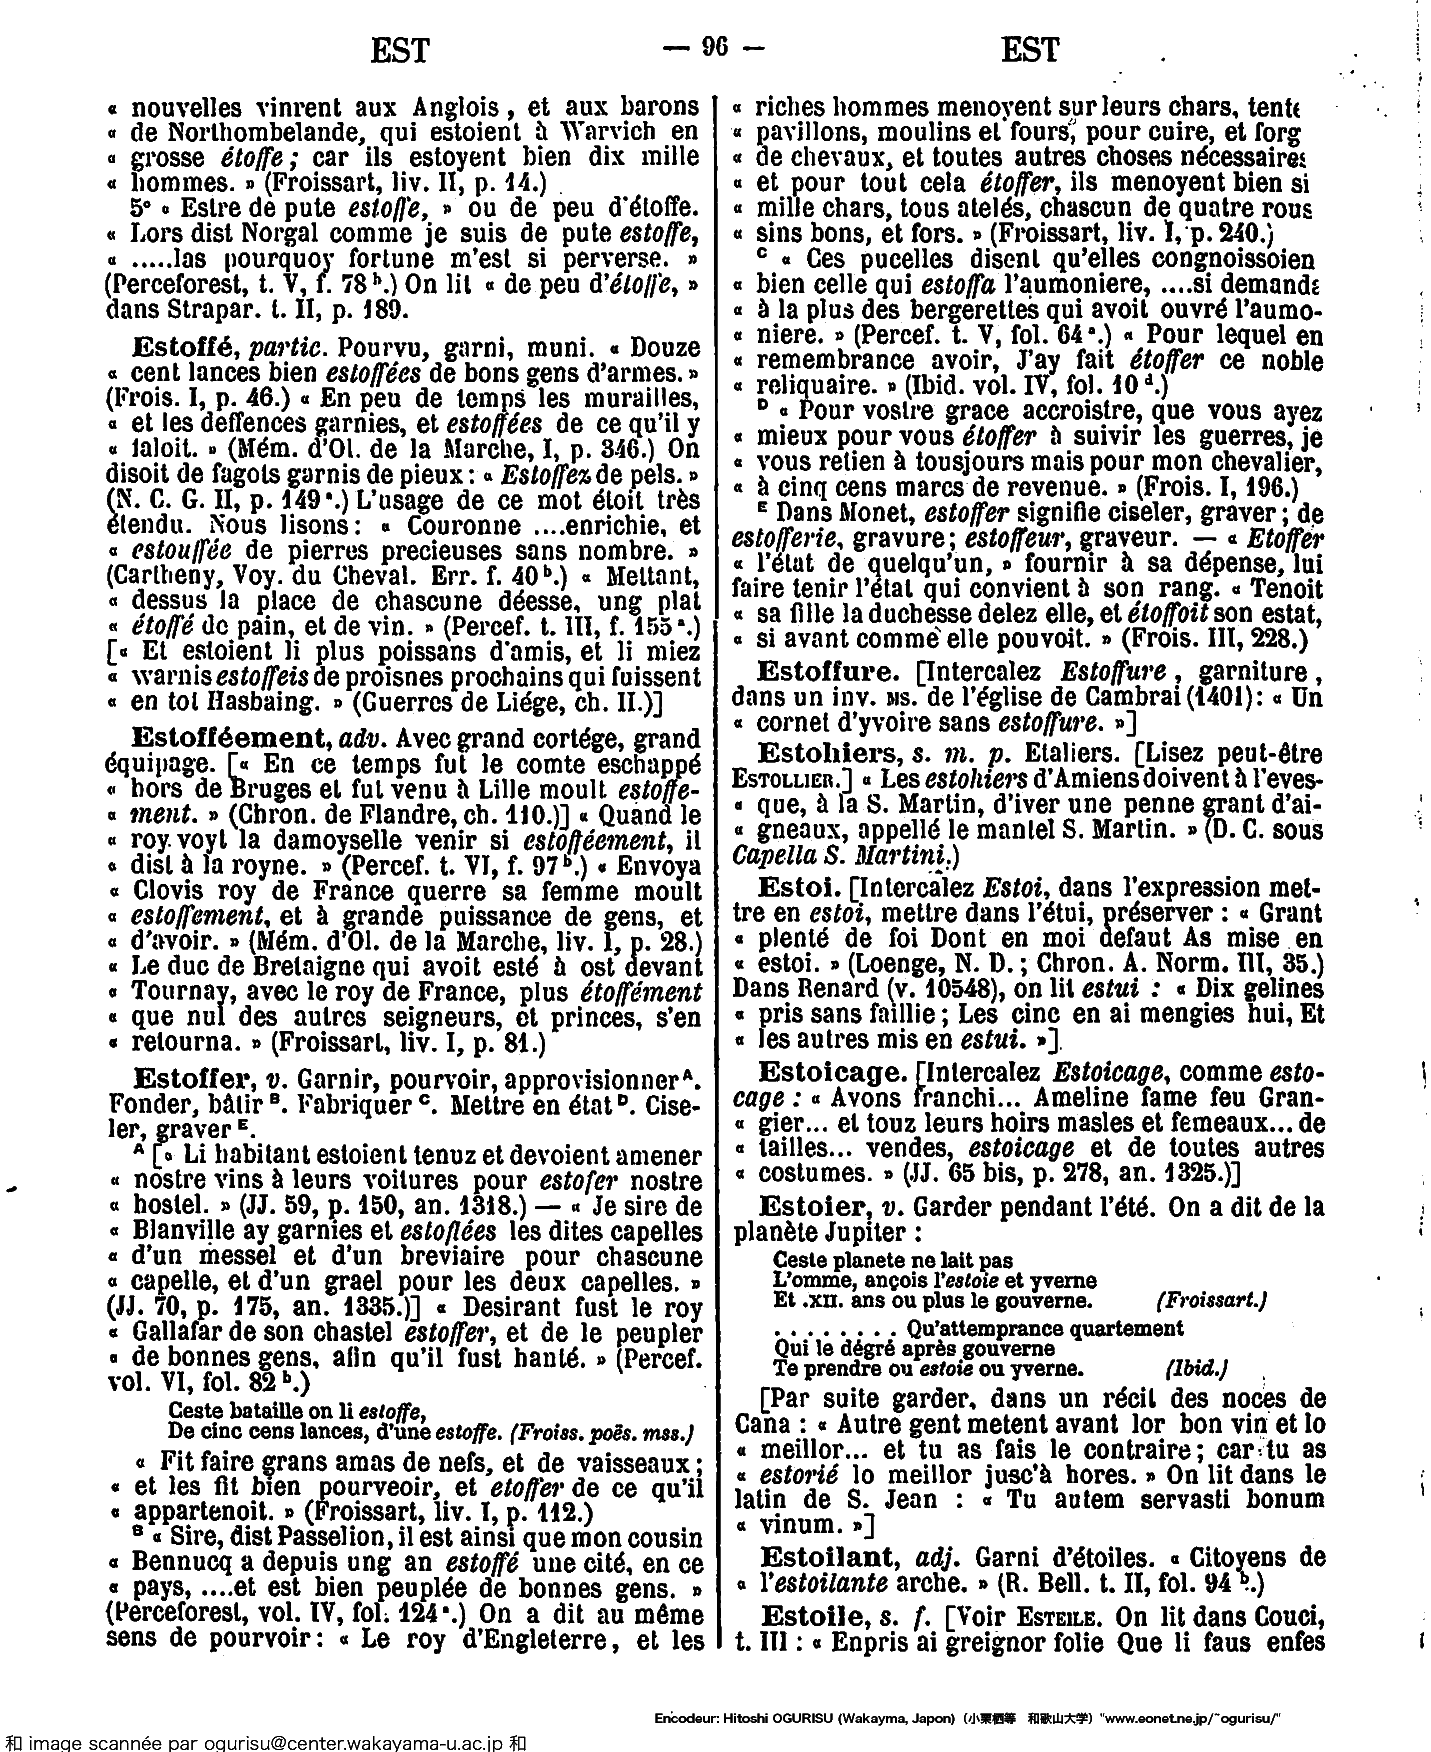 EST — 96 — EST
« nouvelles vinrent aux Anglois, et aux barons
« de Northombelande, qui estoient à Warvich en
« grosse étoffe; car ils estoyent bien dix mille
« hommes. » (Froissart, liv. II, p. 14.)
5° « Estre de pute estoffe, » ou de peu d'étoffe.
« Lors dist Norgal comme je suis de pute estoffe,
« .....las pourquoy fortune m'est si perverse. »
(Perceforest, t. V, f. 78 b.) On lit « de peu d'étoffe, »
dans Strapar. t. II, p. 189.
Estoffé, partic. Pourvu, garni, muni. « Douze
« cent lances bien estoffées de bons gens d'armes. »
(Frois. I, p. 46.) « En peu de temps les murailles,
« et les deffences garnies, et estoffées de ce qu'il y
« faloit. » (Mém. d'Ol. de la Marche, I, p. 346.) On
disoit de fagots garnis de pieux : « Estoffez de pels. »
(N. C. G. II, p. 149 a.) L'usage de ce mot étoit très
étendu. Nous lisons : « Couronne ....enrichie, et
« estouffée de pierres precieuses sans nombre. »
(Cartheny, Voy. du Cheval. Err. f. 40 b.) « Mettant,
« dessus la place de chascune déesse, ung plat
« étoffé de pain, et de vin. » (Percef. t. III, f. 155 a.)
[« Et estoient li plus poissans d'amis, et li miez
« warnis estoffeis de proisnes prochains qui fuissent
« en tot Hasbaing. » (Guerres de Liége, ch. II.)]
Estofféement, adv. Avec grand cortége, grand
équipage. [« En ce temps fut le comte eschappé
« hors de Bruges et fut venu à Lille moult estoffe-
« ment. » (Chron. de Flandre, ch. 110.)] « Quand le
« roy voyt la damoyselle venir si estofféement, il
« dist à la royne. » (Percef. t. VI, f. 97 b.) « Envoya
« Clovis roy de France querre sa femme moult
« estoffement, et à grande puissance de gens, et
« d'avoir. » (Mém. d'Ol. de la Marche, liv. I, p. 28.)
« Le duc de Bretaigne qui avoit esté à ost devant
« Tournay, avec le roy de France, plus étoffément
« que nul des autres seigneurs, et princes, s'en
« retourna. » (Froissart, liv. I, p. 81.)
Estoffer, v. Garnir, pourvoir, approvisionner A.
Fonder, bâtir B. Fabriquer C. Mettre en état D. Cise-
ler, graver E.
A [« Li habitant estoient tenuz et devoient amener
« nostre vins à leurs voitures pour estofer nostre
« hostel. » (JJ. 59, p. 150, an. 1318.) — « Je sire de
« Blanville ay garnies et estoflées les dites capelles
« d'un messel et d'un breviaire pour chascune
« capelle, et d'un grael pour les deux capelles. »
(JJ. 70, p. 175, an. 1335.)] « Desirant fust le roy
« Gallafar de son chastel estoffer, et de le peupler
« de bonnes gens, afin qu'il fust hanté. » (Percef.
vol. VI, fol. 82 b.)
Ceste bataille on li estoffe,
De cinc cens lances, d'une estoffe. (Froiss. poës. mss.)
« Fit faire grans amas de nefs, et de vaisseaux;
« et les fit bien pourveoir, et etoffer de ce qu'il
« appartenoit. » (Froissart, liv. I, p. 112.)
B « Sire, dist Passelion, il est ainsi que mon cousin
« Bennucq a depuis ung an estoffé une cité, en ce
« pays, ....et est bien peuplée de bonnes gens. »
(Perceforest, vol. IV, fol. 124 a.) On a dit au même
sens de pourvoir : « Le roy d'Engleterre, et les
« riches hommes menoyent sur leurs chars, tente
« pavillons, moulins et fours, pour cuire, et forg
« de chevaux, et toutes autres choses nécessaires
« et pour tout cela étoffer, ils menoyent bien si
« mille chars, tous atelés, chascun de quatre rous
« sins bons, et fors. » (Froissart, liv. I, p. 240.)
C « Ces pucelles disent qu'elles congnoissoien
« bien celle qui estoffa l'aumoniere, ....si demande
« à la plus des bergerettes qui avoit ouvré l'aumo-
« niere. » (Percef. t. V, fol. 64 a.) « Pour lequel en
« remembrance avoir, J'ay fait étoffer ce noble
« reliquaire. » (Ibid. vol. IV, fol. 10 d.)
D « Pour vostre grace accroistre, que vous ayez
« mieux pour vous étoffer à suivir les guerres, je
« vous retien à tousjours mais pour mon chevalier,
« à cinq cens marcs de revenue. » (Frois. I, 196.)
E Dans Monet, estoffer signifie ciseler, graver; de
estofferie, gravure; estoffeur, graveur. — « Etoffer
« l'état de quelqu'un, » fournir à sa dépense, lui
faire tenir l'état qui convient à son rang. « Tenoit
« sa fille la duchesse delez elle, et étoffoit son estat,
« si avant comme elle pouvoit. » (Frois. III, 228.)
Estoffure. [Intercalez Estoffure, garniture,
dans un inv. MS. de l'église de Cambrai (1401) : « Un
« cornet d'yvoire sans estoffure. »]
Estohiers, s. m. p. Etaliers. [Lisez peut-être
ESTOLLIER.] « Les estohiers d'Amiens doivent à l'eves-
« que, à la S. Martin, d'iver une penne grant d'ai-
« gneaux, appellé le mantel S. Martin. » (D. C. sous
Capella S. Martini.)
Estoi. [Intercalez Estoi, dans l'expression met-
tre en estoi, mettre dans l'étui, préserver : « Grant
« plenté de foi Dont en moi defaut As mise en
« estoi. » (Loenge, N. D.; Chron. A. Norm. III, 35.)
Dans Renard (v. 10548), on lit estui : « Dix gelines
« pris sans faillie; Les cinc en ai mengies hui, Et
« les autres mis en estui. »]
Estoicage. [Intercalez Estoicage, comme esto-
cage : « Avons franchi... Ameline fame feu Gran-
« gier... et touz leurs hoirs masles et femeaux... de
« tailles... vendes, estoicage et de toutes autres
« costumes. » (JJ. 65 bis, p. 278, an. 1325.)]
Estoier, v. Garder pendant l'été. On a dit de la
planète Jupiter :
Ceste planete ne lait pas
L'omme, ançois l'estoie et yverne
Et .XII. ans ou plus le gouverne. (Froissart.)
. . . . . . . . Qu'attemprance quartement
Qui le dégré après gouverne
Te prendre ou estoie ou yverne. (Ibid.)
[Par suite garder, dans un récit des noces de
Cana : « Autre gent metent avant lor bon vin et lo
« meillor... et tu as fais le contraire; car tu as
« estorié lo meillor jusc'à hores. » On lit dans le
latin de S. Jean : « Tu autem servasti bonum
« vinum. »]
Estoilant, adj. Garni d'étoiles. « Citoyens de
« l'estoilante arche. » (R. Bell. t. II, fol. 94 b.)
Estoile, s. f. [Voir ESTEILE. On lit dans Couci,
t. III : « Enpris ai greignor folie Que li faus enfes
Encodeur: Hitoshi OGURISU (Wakayma, Japon) (小栗栖等 和歌山大学) "www.eonet.ne.jp/~ogurisu/"
和 image scannée par ogurisu@center.wakayama-u.ac.jp 和